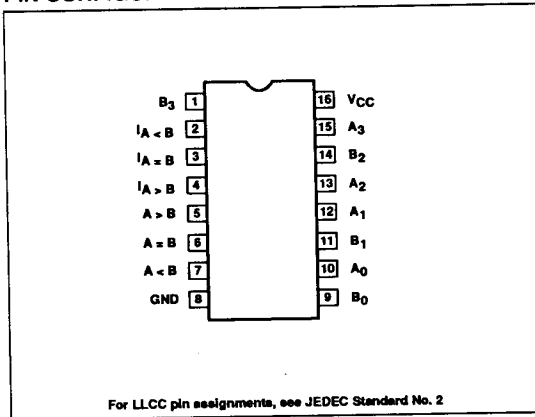 B3 1 16 VCC
IA < B 2 15 A3
IA = B 3 14 B2
IA > B 4 13 A2
A > B 5 12 A1
A = B 6 11 B1
A < B 7 10 A0
GND 8 9 B0
For LLCC pin assignments, see JEDEC Standard No. 2